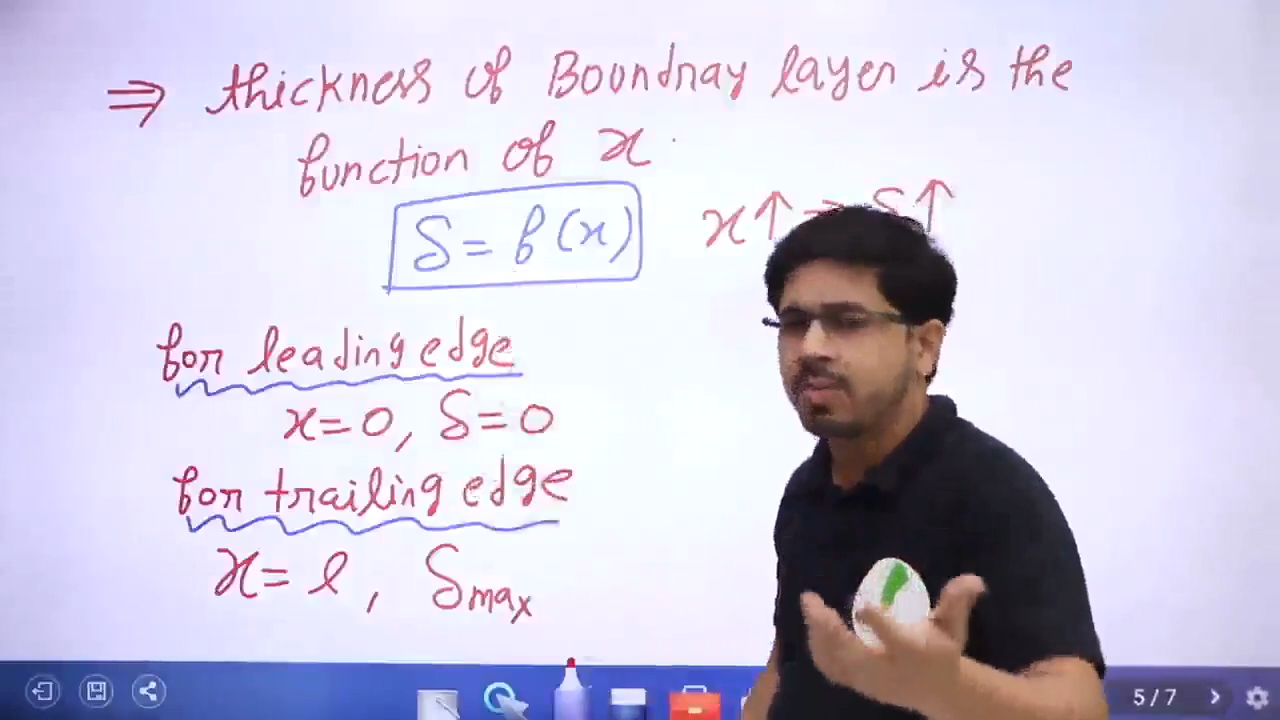 ⇒ thickness of Boundray layer is the
function of x
δ = f(x)
x↑ ⇒ δ↑
for leading edge
x=0, δ=0
for trailing edge
x = l, δmax
5 / 7